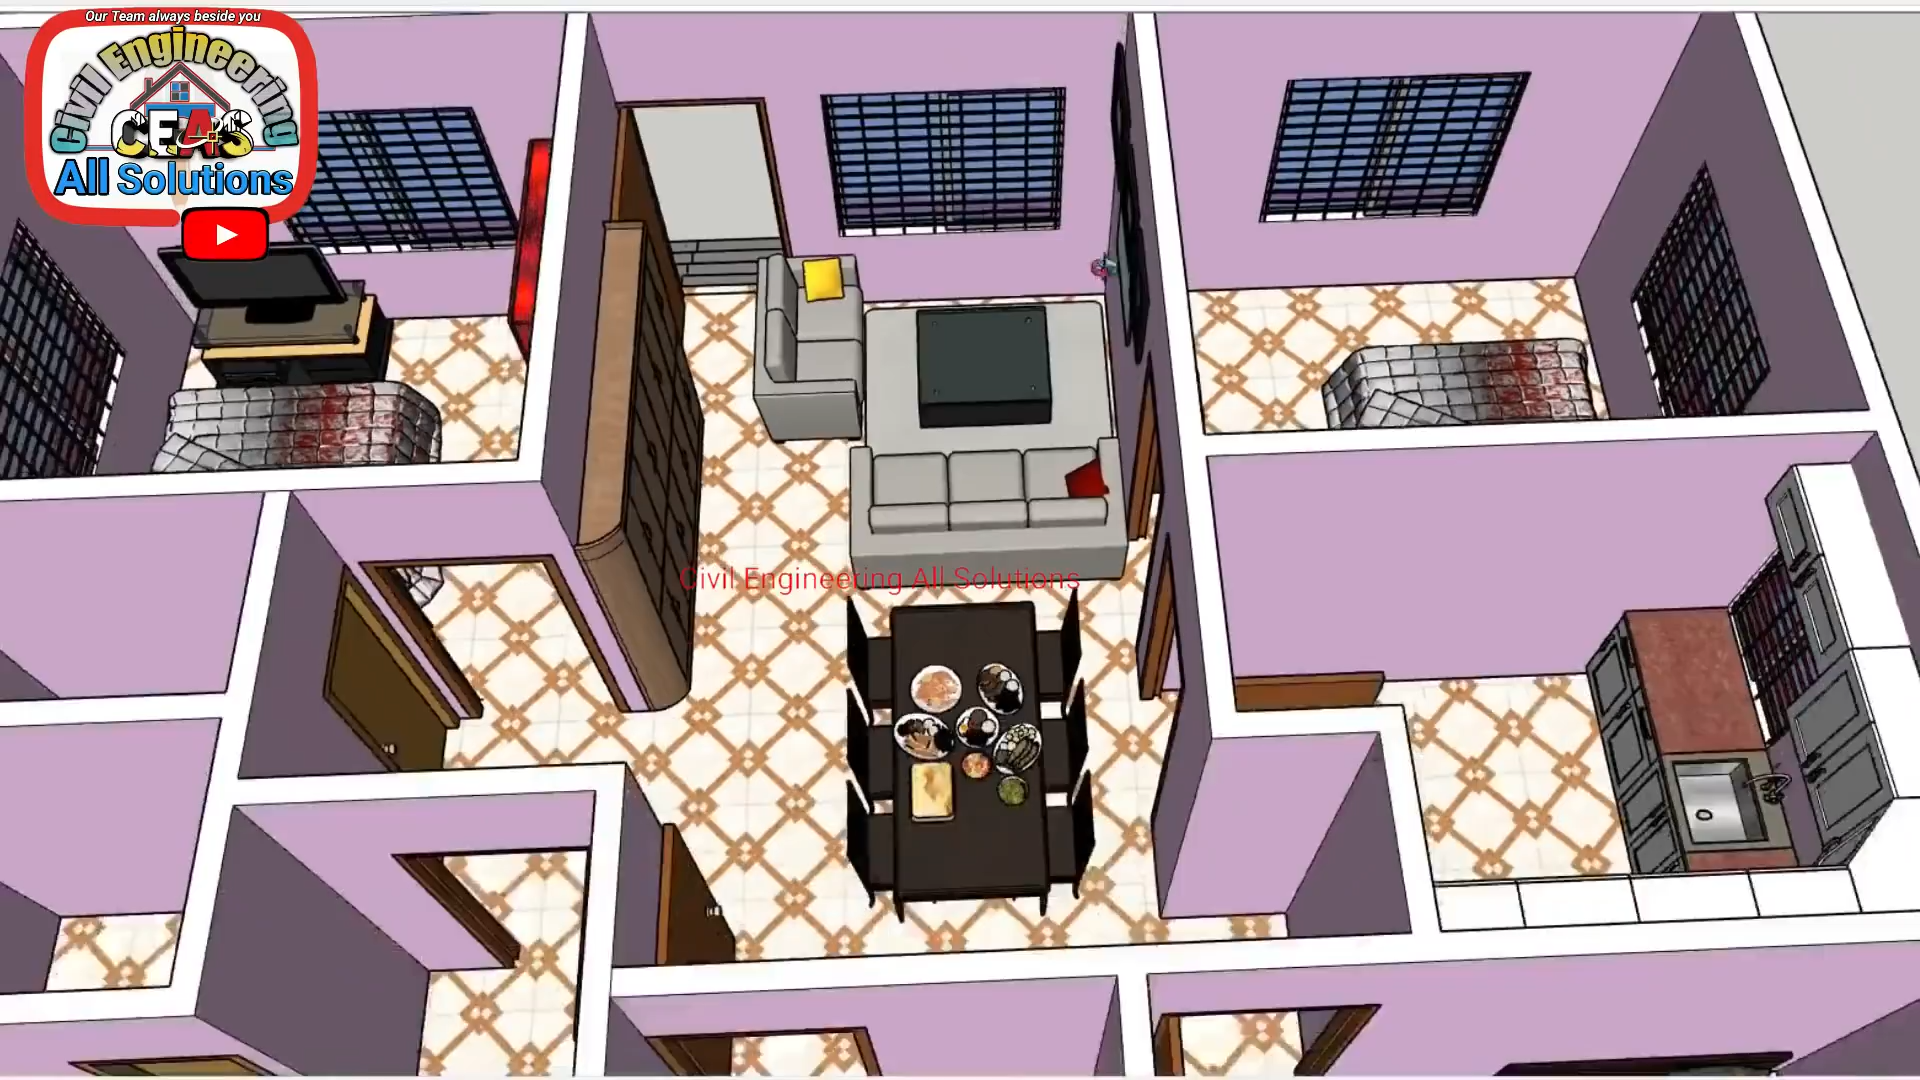 Our Team always beside you
Civil Engineering
CEAS
All Solutions
Civil Engineering All Solutions